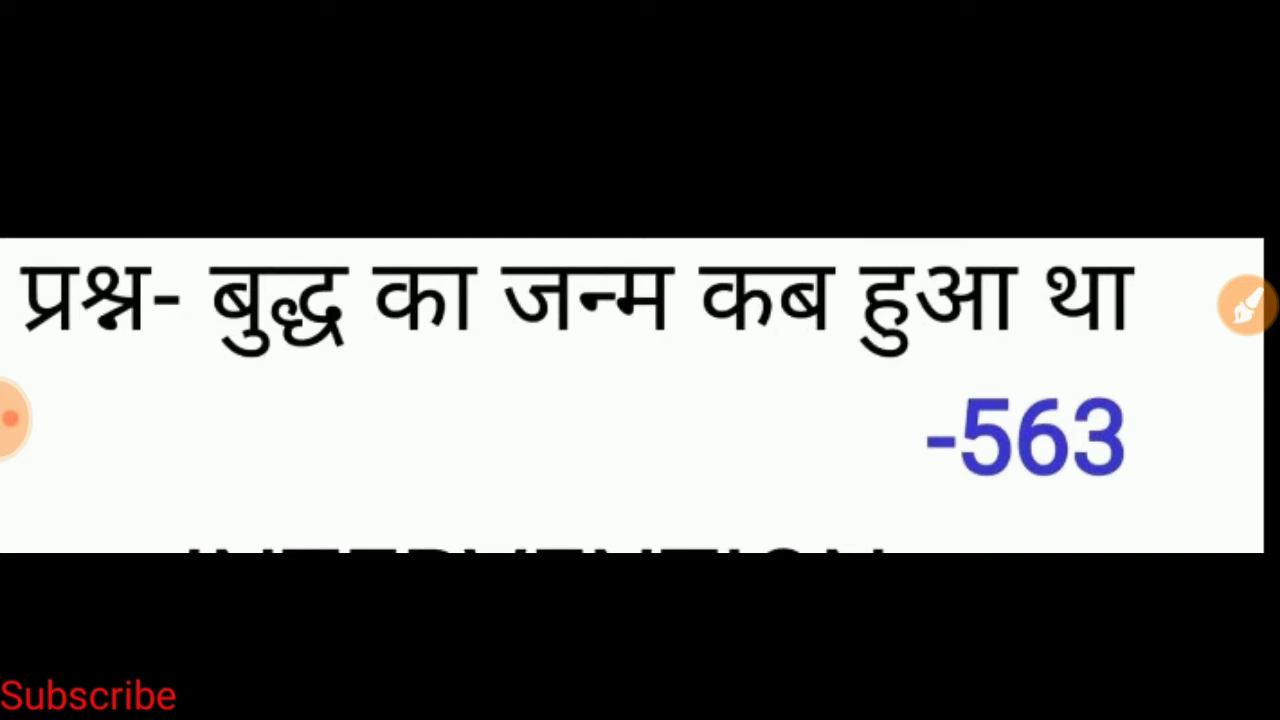 प्रश्न- बुद्ध का जन्म कब हुआ था
-563
Subscribe